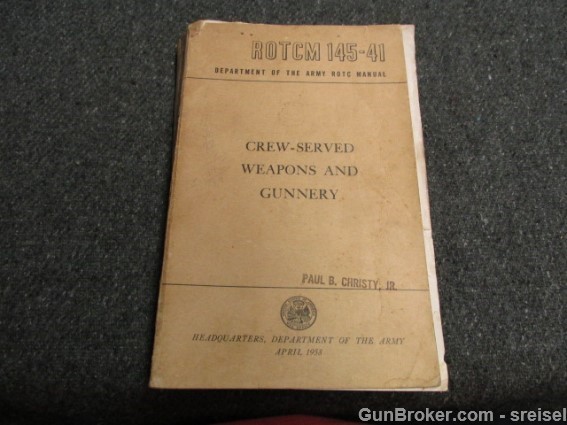 ROTCM 145-41
DEPARTMENT OF THE ARMY ROTC MANUAL
CREW-SERVED
WEAPONS AND
GUNNERY
PAUL B. CHRISTY, JR.
HEADQUARTERS, DEPARTMENT OF THE ARMY
APRIL 1958
GunBroker.com - sreisel